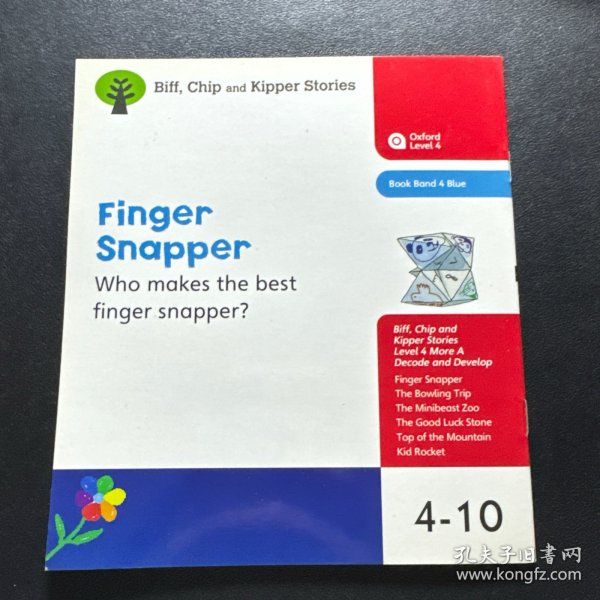 Biff, Chip and Kipper Stories
Oxford
Level 4
Book Band 4 Blue
Finger
Snapper
Who makes the best
finger snapper?
Biff, Chip and
Kipper Stories
Level 4 More A
Decode and Develop
Finger Snapper
The Bowling Trip
The Minibeast Zoo
The Good Luck Stone
Top of the Mountain
Kid Rocket
4-10
孔夫子旧书网
www.kongfz.com